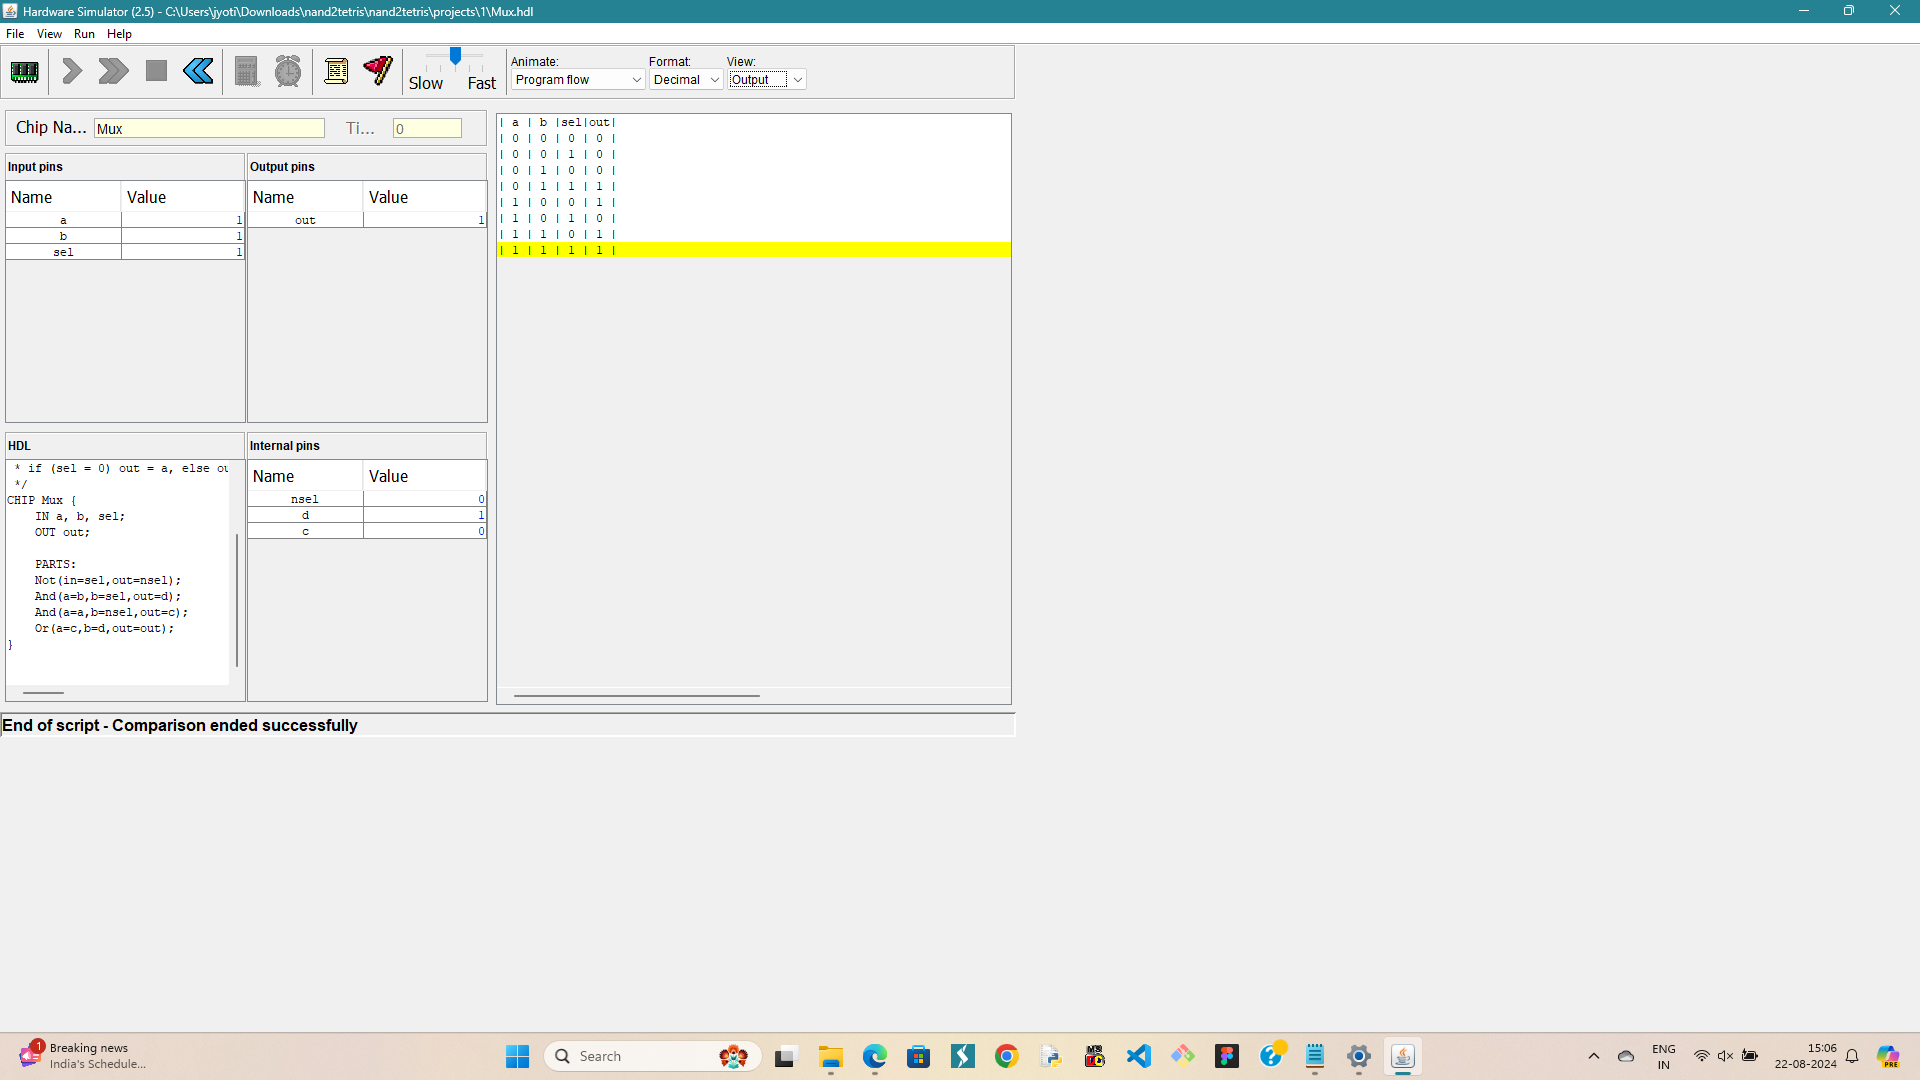 Hardware Simulator (2.5) - C:\Users\jyoti\Downloads\nand2tetris\nand2tetris\projects\1\Mux.hdl
File View Run Help
Slow Fast
Animate:
Program flow
Format:
Decimal
View:
Output
Chip Na... Mux Ti... 0
Input pins
Name Value
a 1
b 1
sel 1
Output pins
Name Value
out 1
| a | b |sel|out|
| 0 | 0 | 0 | 0 |
| 0 | 0 | 1 | 0 |
| 0 | 1 | 0 | 0 |
| 0 | 1 | 1 | 1 |
| 1 | 0 | 0 | 1 |
| 1 | 0 | 1 | 0 |
| 1 | 1 | 0 | 1 |
| 1 | 1 | 1 | 1 |
HDL
* if (sel = 0) out = a, else ou
*/
CHIP Mux {
IN a, b, sel;
OUT out;
PARTS:
Not(in=sel,out=nsel);
And(a=b,b=sel,out=d);
And(a=a,b=nsel,out=c);
Or(a=c,b=d,out=out);
}
Internal pins
Name Value
nsel 0
d 1
c 0
End of script - Comparison ended successfully
1
Breaking news
India's Schedule...
Search
ENG
IN
15:06
22-08-2024
PRE